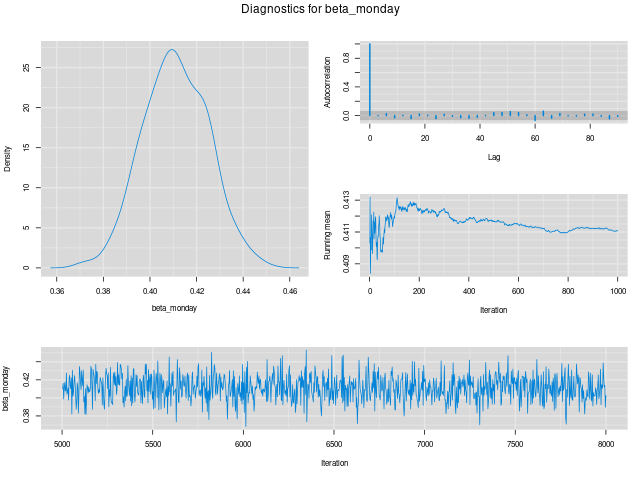 Diagnostics for beta_monday
Density
0 5 10 15 20 25
0.36 0.38 0.40 0.42 0.44 0.46
beta_monday
Autocorrelation
0.0 0.4 0.8
0 20 40 60 80
Lag
Running mean
0.409 0.411 0.413
0 200 400 600 800 1000
Iteration
beta_monday
0.38 0.42
5000 5500 6000 6500 7000 7500 8000
Iteration